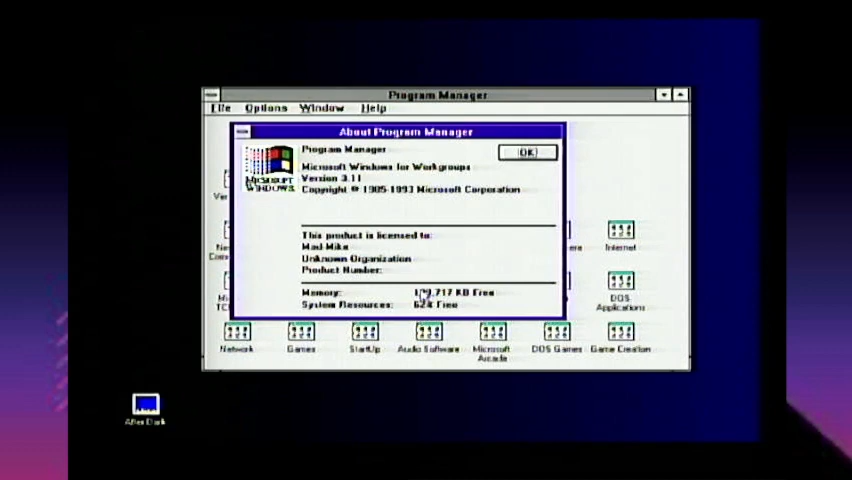 Program Manager
File Options Window Help
About Program Manager
Program Manager
OK
MICROSOFT
WINDOWS
Microsoft Windows for Workgroups
Version 3.11
Copyright © 1985-1993 Microsoft Corporation
This product is licensed to:
Mad Mike
Unknown Organization
Product Number:
Memory: KB Free
System Resources: 62% Free
Internet
DOS
Applications
Network Games StartUp Audio Software Microsoft
Arcade DOS Games Game Creation
After Dark